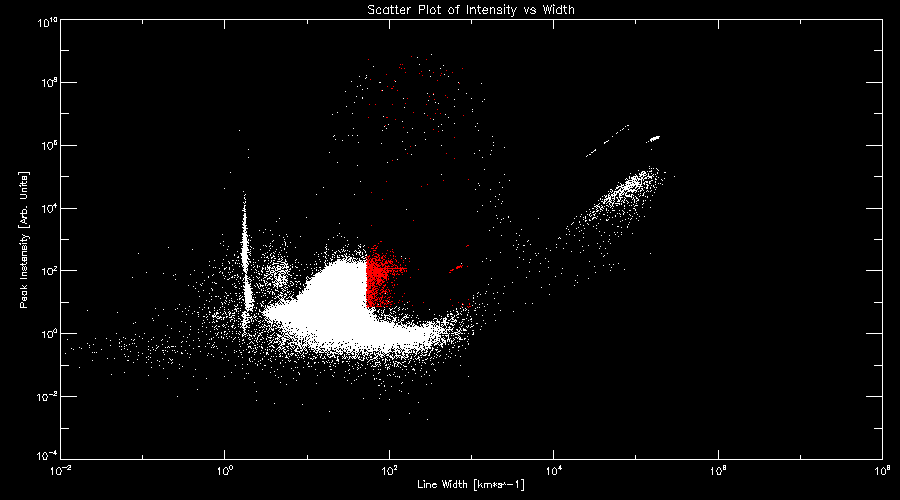 Scatter Plot of Intensity vs Width
10^10
10^8
10^6
10^4
10^2
10^0
10^-2
10^-4
Peak Instensity [Arb. Units]
10^-2 10^0 10^2 10^4 10^6 10^8
Line Width [km*s^-1]